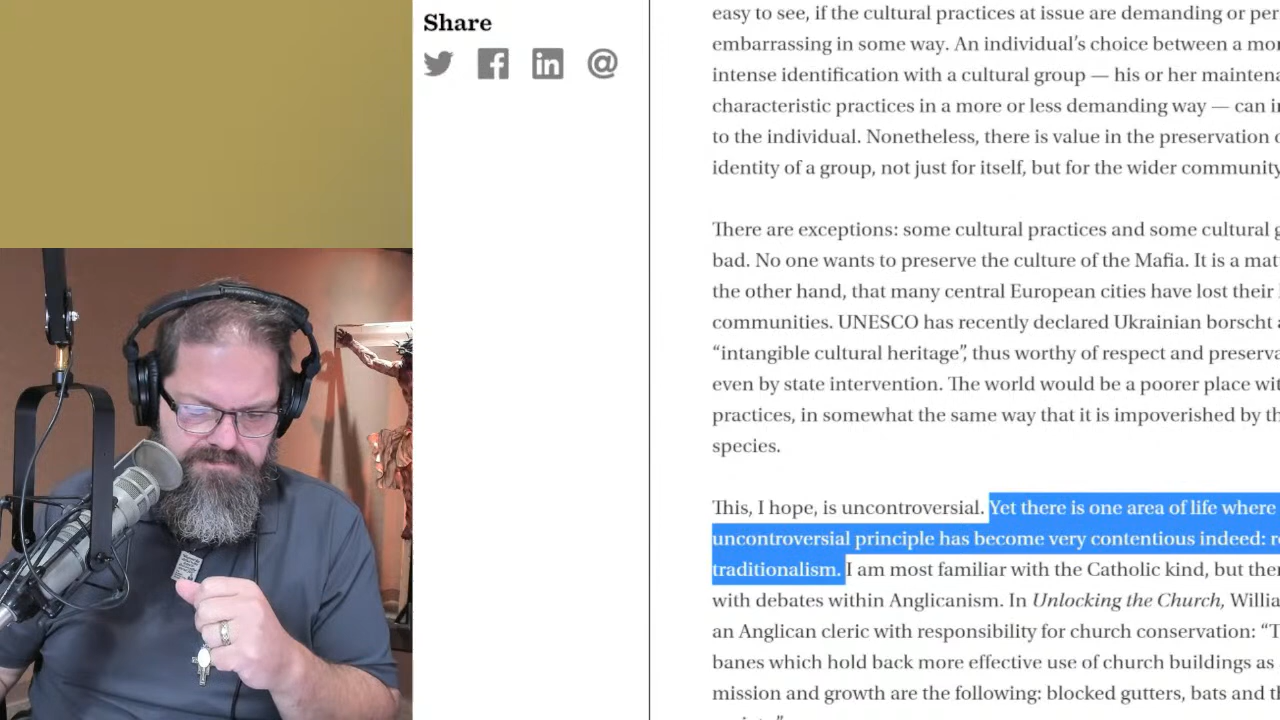 Share
easy to see, if the cultural practices at issue are demanding or per
embarrassing in some way. An individual’s choice between a mor
intense identification with a cultural group — his or her maintena
characteristic practices in a more or less demanding way — can i
to the individual. Nonetheless, there is value in the preservation o
identity of a group, not just for itself, but for the wider community
There are exceptions: some cultural practices and some cultural g
bad. No one wants to preserve the culture of the Mafia. It is a mat
the other hand, that many central European cities have lost their
communities. UNESCO has recently declared Ukrainian borscht a
“intangible cultural heritage”, thus worthy of respect and preserva
even by state intervention. The world would be a poorer place wit
practices, in somewhat the same way that it is impoverished by th
species.
This, I hope, is uncontroversial. Yet there is one area of life where
uncontroversial principle has become very contentious indeed: re
traditionalism. I am most familiar with the Catholic kind, but ther
with debates within Anglicanism. In Unlocking the Church, Willia
an Anglican cleric with responsibility for church conservation: “T
banes which hold back more effective use of church buildings as
mission and growth are the following: blocked gutters, bats and th